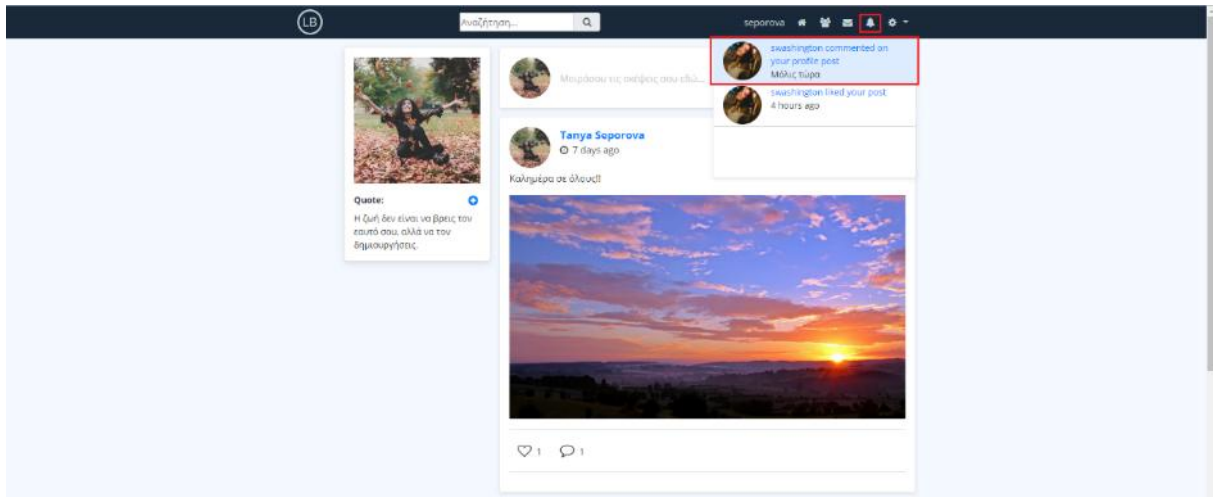 LB
Αναζήτηση...
seporova
swashington commented on
your profile post
Μόλις τώρα
swashington liked your post
4 hours ago
Μοιράσου τις σκέψεις σου εδώ...
Tanya Seporova
7 days ago
Καλημέρα σε όλους!!
1
1
Quote:
Η ζωή δεν είναι να βρεις τον
εαυτό σου, αλλά να τον
δημιουργήσεις.